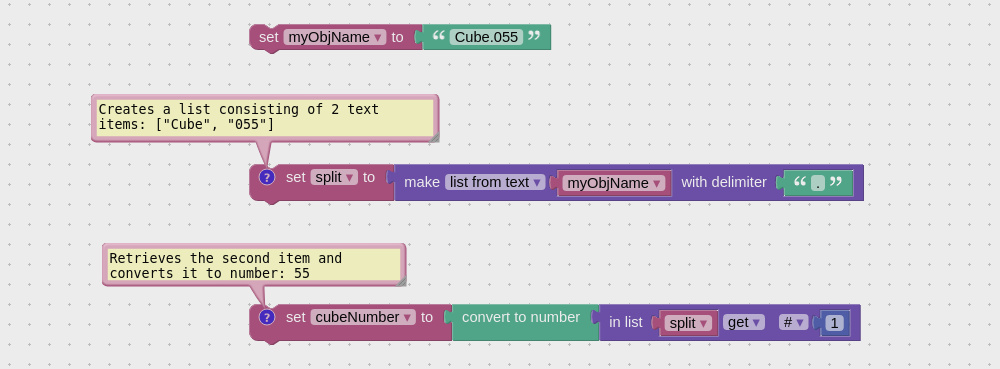 set myObjName ▾ to “ Cube.055 ”
Creates a list consisting of 2 text
items: ["Cube", "055"]
? set split ▾ to make list from text ▾ myObjName ▾ with delimiter “ . ”
Retrieves the second item and
converts it to number: 55
? set cubeNumber ▾ to convert to number in list split ▾ get ▾ # ▾ 1